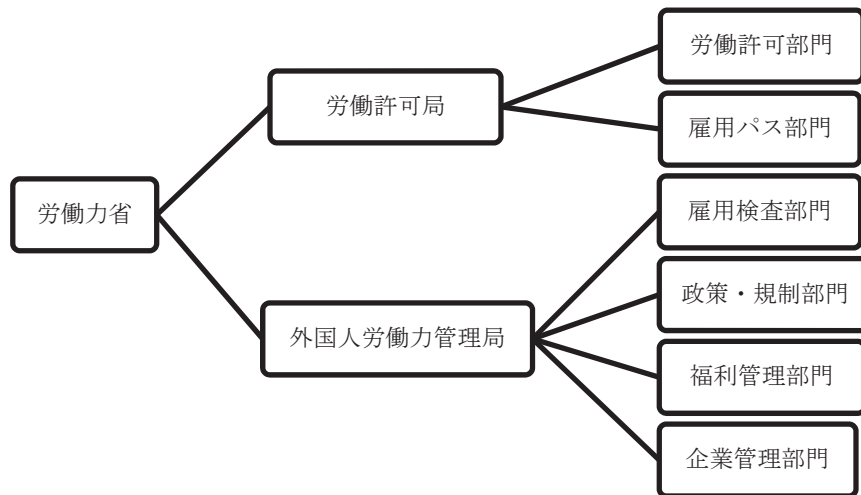 労働力省
労働許可局
外国人労働力管理局
労働許可部門
雇用パス部門
雇用検査部門
政策・規制部門
福利管理部門
企業管理部門